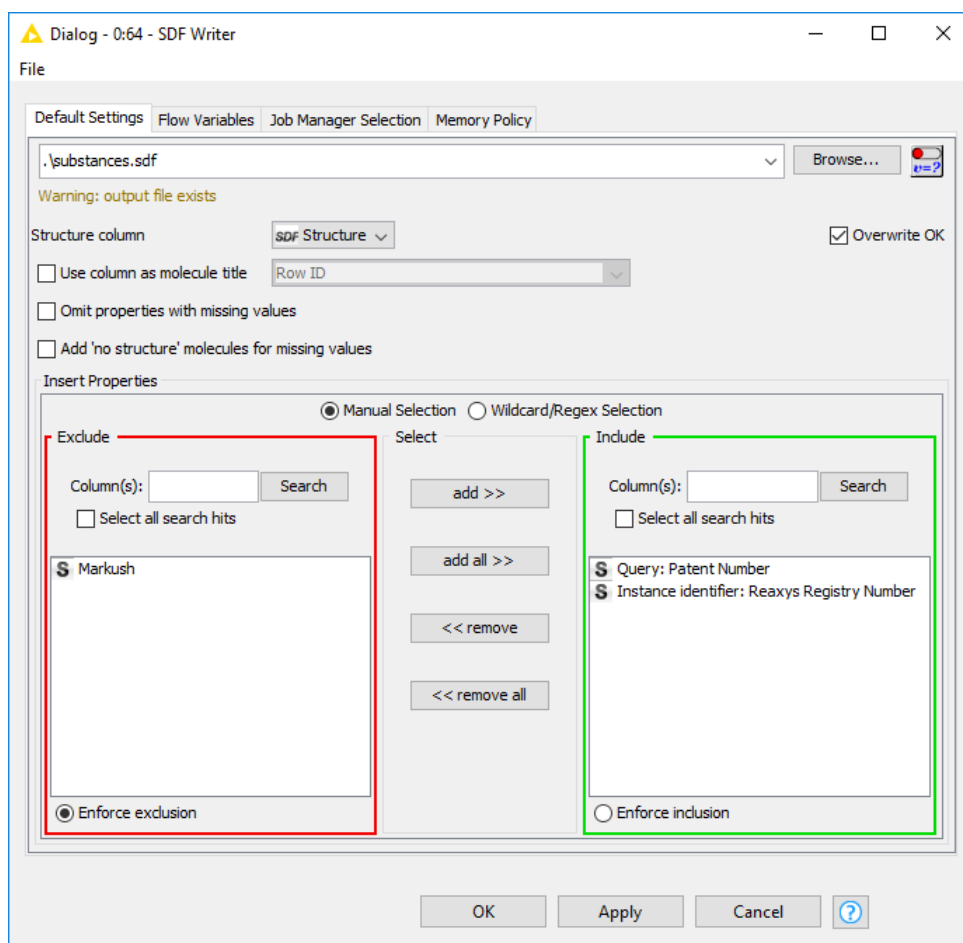 Dialog - 0:64 - SDF Writer
File
Default Settings Flow Variables Job Manager Selection Memory Policy
.\substances.sdf Browse... v=?
Warning: output file exists
Structure column SDF Structure Overwrite OK
Use column as molecule title Row ID
Omit properties with missing values
Add 'no structure' molecules for missing values
Insert Properties
Manual Selection Wildcard/Regex Selection
Exclude Select Include
Column(s): Search add >> Column(s): Search
Select all search hits Select all search hits
S Markush add all >> S Query: Patent Number
S Instance identifier: Reaxys Registry Number
<< remove
<< remove all
Enforce exclusion Enforce inclusion
OK Apply Cancel ?